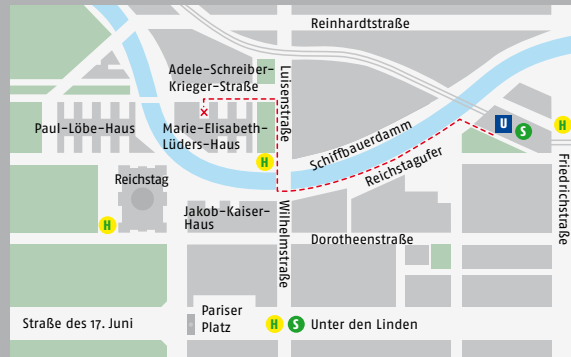 Reinhardtstraße
Adele-Schreiber-
Krieger-Straße
Luisenstraße
Paul-Löbe-Haus
Marie-Elisabeth-
Lüders-Haus
Schiffbauerdamm
U
S
H
H
Reichstagufer
Friedrichstraße
Reichstag
Jakob-Kaiser-
Haus
Wilhelmstraße
H
Dorotheenstraße
Straße des 17. Juni
Pariser
Platz
H
S
Unter den Linden